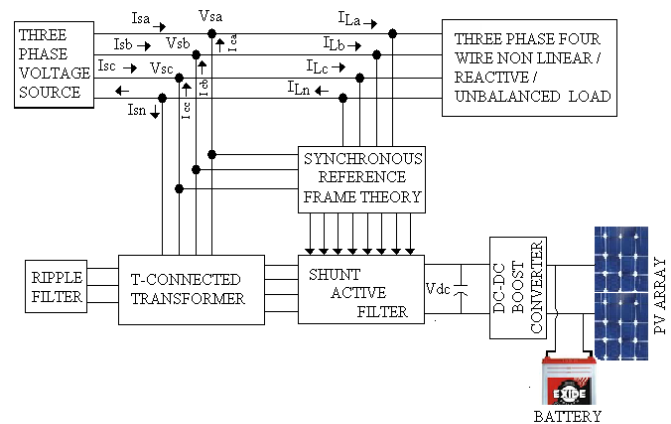 Isa
Vsa
I ca
ILa
THREE
PHASE
VOLTAGE
SOURCE
Isb
Vsb
I cb
ILb
Isc
Vsc
I cc
ILc
Isn
ILn
THREE PHASE FOUR
WIRE NON LINEAR /
REACTIVE /
UNBALANCED LOAD
SYNCHRONOUS
REFERENCE
FRAME THEORY
RIPPLE
FILTER
T-CONNECTED
TRANSFORMER
SHUNT
ACTIVE
FILTER
Vdc
DC-DC
BOOST
CONVERTER
PV ARRAY
EXIDE
BATTERY